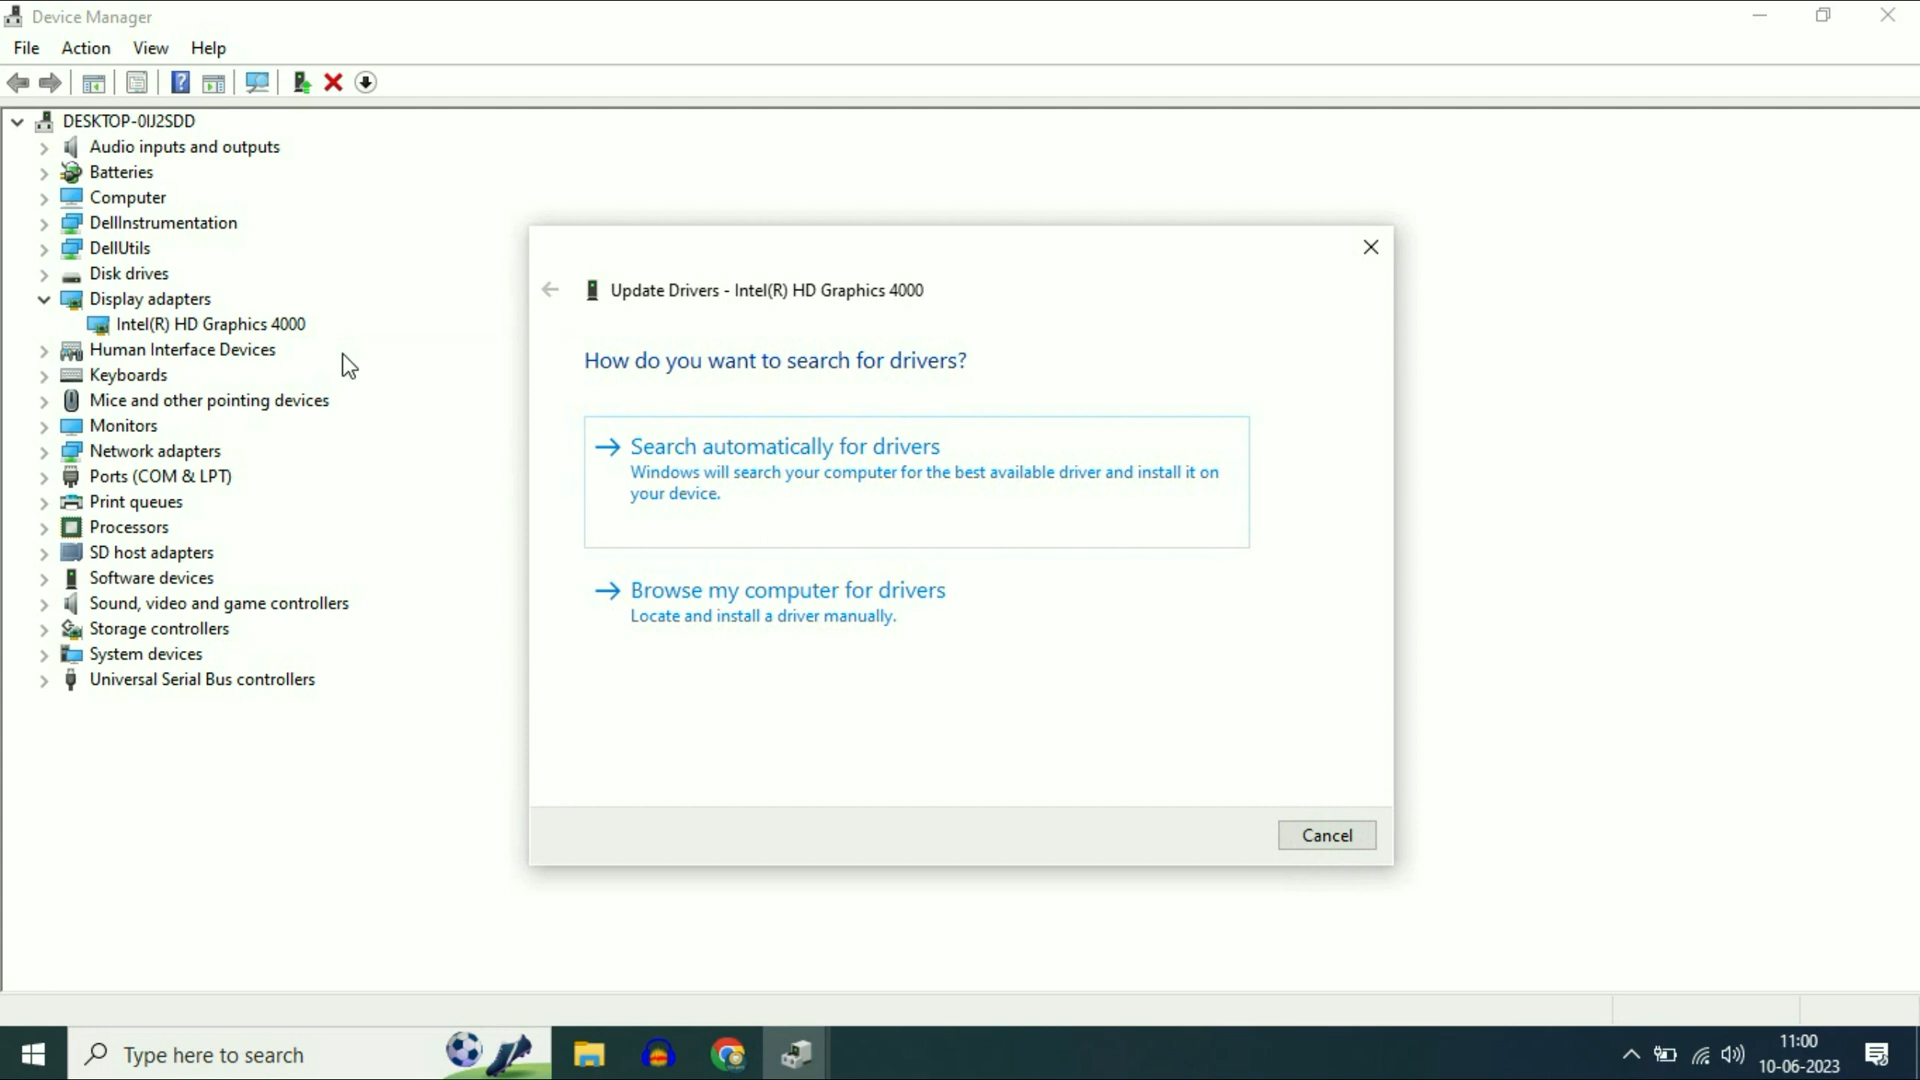 Device Manager
File Action View Help
DESKTOP-0IJ2SDD
Audio inputs and outputs
Batteries
Computer
DellInstrumentation
DellUtils
Disk drives
Display adapters
Intel(R) HD Graphics 4000
Human Interface Devices
Keyboards
Mice and other pointing devices
Monitors
Network adapters
Ports (COM & LPT)
Print queues
Processors
SD host adapters
Software devices
Sound, video and game controllers
Storage controllers
System devices
Universal Serial Bus controllers
Update Drivers - Intel(R) HD Graphics 4000
How do you want to search for drivers?
Search automatically for drivers
Windows will search your computer for the best available driver and install it on
your device.
Browse my computer for drivers
Locate and install a driver manually.
Cancel
Type here to search
11:00
10-06-2023